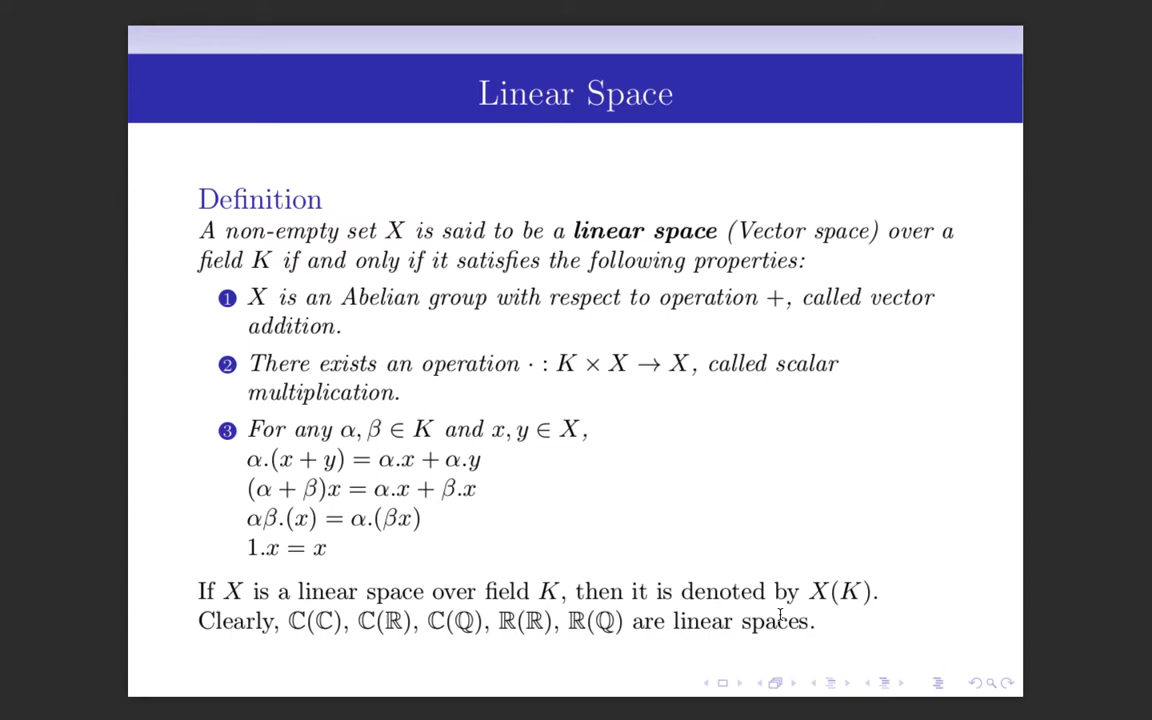 Linear Space
Definition
A non-empty set X is said to be a linear space (Vector space) over a
field K if and only if it satisfies the following properties:
1 X is an Abelian group with respect to operation +, called vector
addition.
2 There exists an operation · : K × X → X, called scalar
multiplication.
3 For any α, β ∈ K and x, y ∈ X,
α.(x + y) = α.x + α.y
(α + β)x = α.x + β.x
αβ.(x) = α.(βx)
1.x = x
If X is a linear space over field K, then it is denoted by X(K).
Clearly, ℂ(ℂ), ℂ(ℝ), ℂ(ℚ), ℝ(ℝ), ℝ(ℚ) are linear spaces.